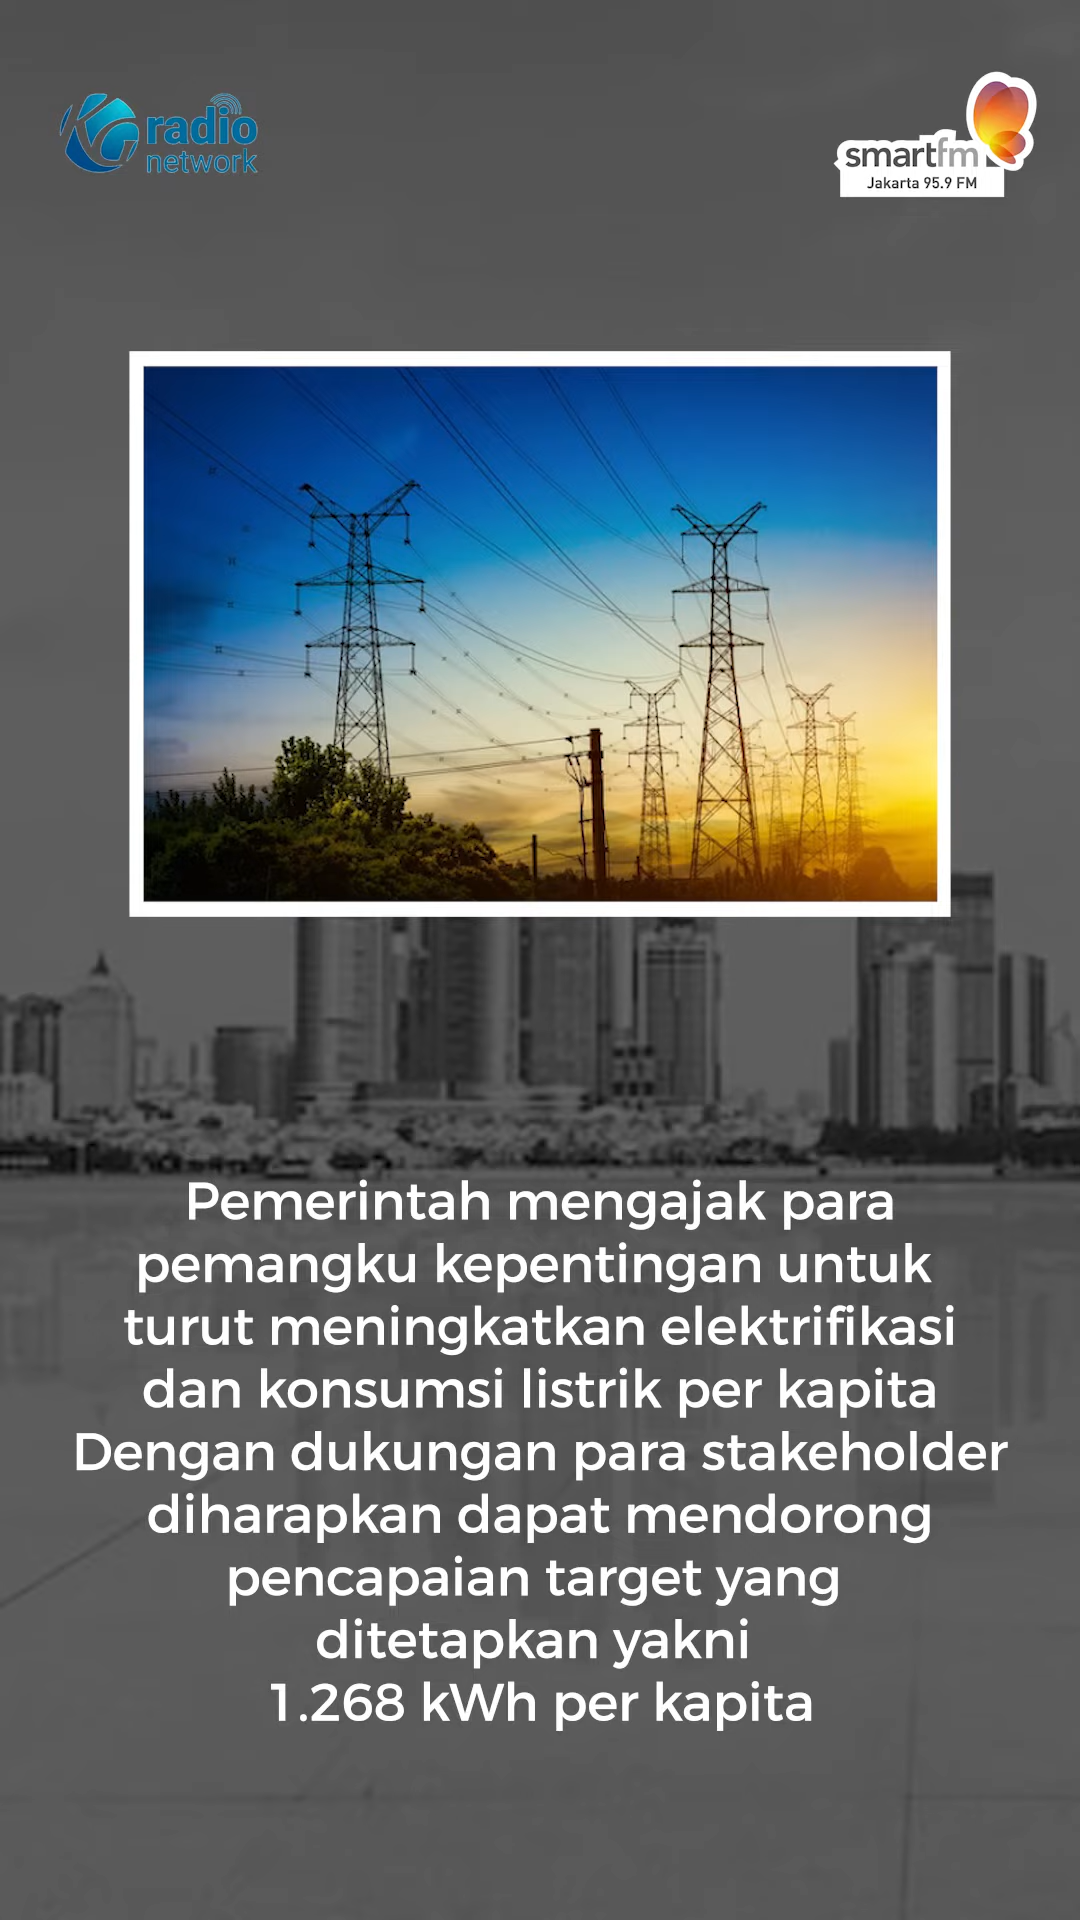 KG radio network
smartfm
Jakarta 95.9 FM
Pemerintah mengajak para
pemangku kepentingan untuk
turut meningkatkan elektrifikasi
dan konsumsi listrik per kapita
Dengan dukungan para stakeholder
diharapkan dapat mendorong
pencapaian target yang
ditetapkan yakni
1.268 kWh per kapita